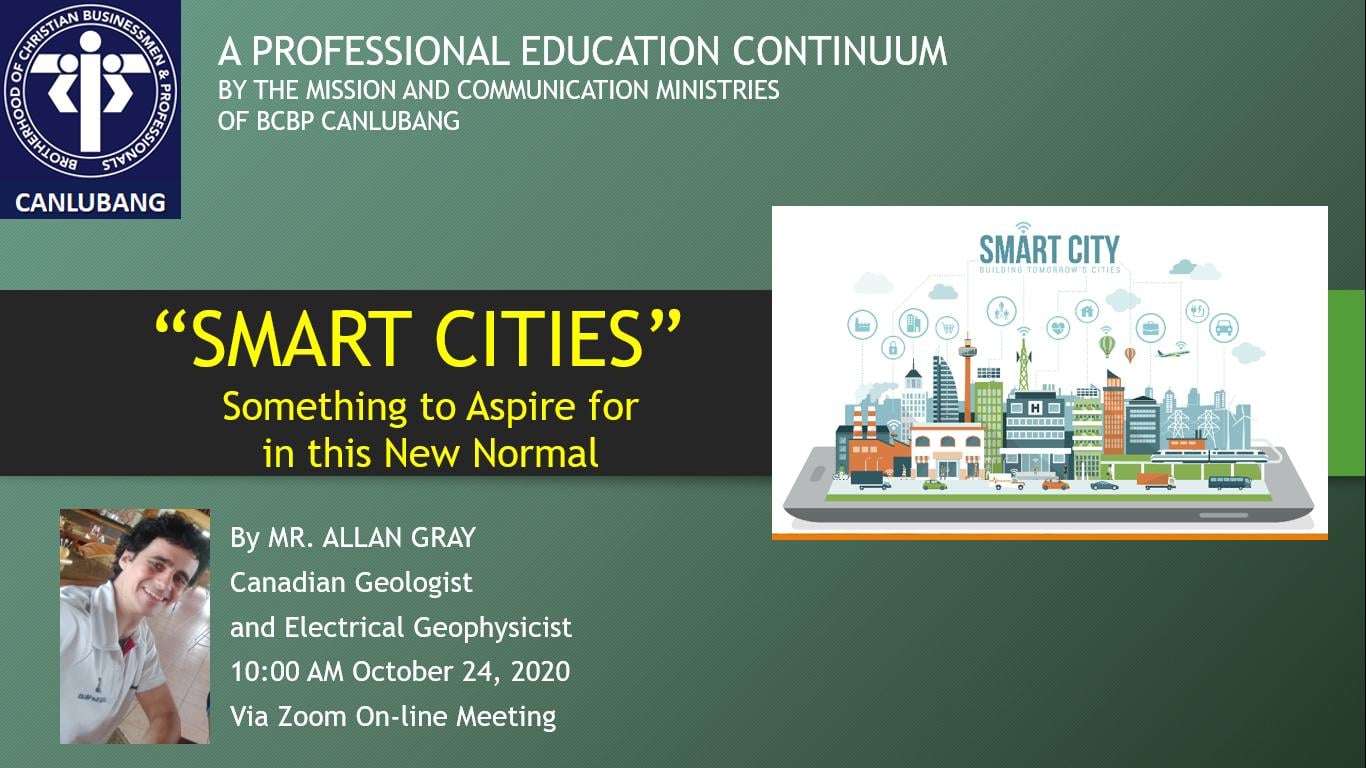 BROTHERHOOD OF CHRISTIAN BUSINESSMEN & PROFESSIONALS
CANLUBANG
A PROFESSIONAL EDUCATION CONTINUUM
BY THE MISSION AND COMMUNICATION MINISTRIES
OF BCBP CANLUBANG
SMART CITY
BUILDING TOMORROW'S CITIES
H
“SMART CITIES”
Something to Aspire for
in this New Normal
By MR. ALLAN GRAY
Canadian Geologist
and Electrical Geophysicist
10:00 AM October 24, 2020
Via Zoom On-line Meeting